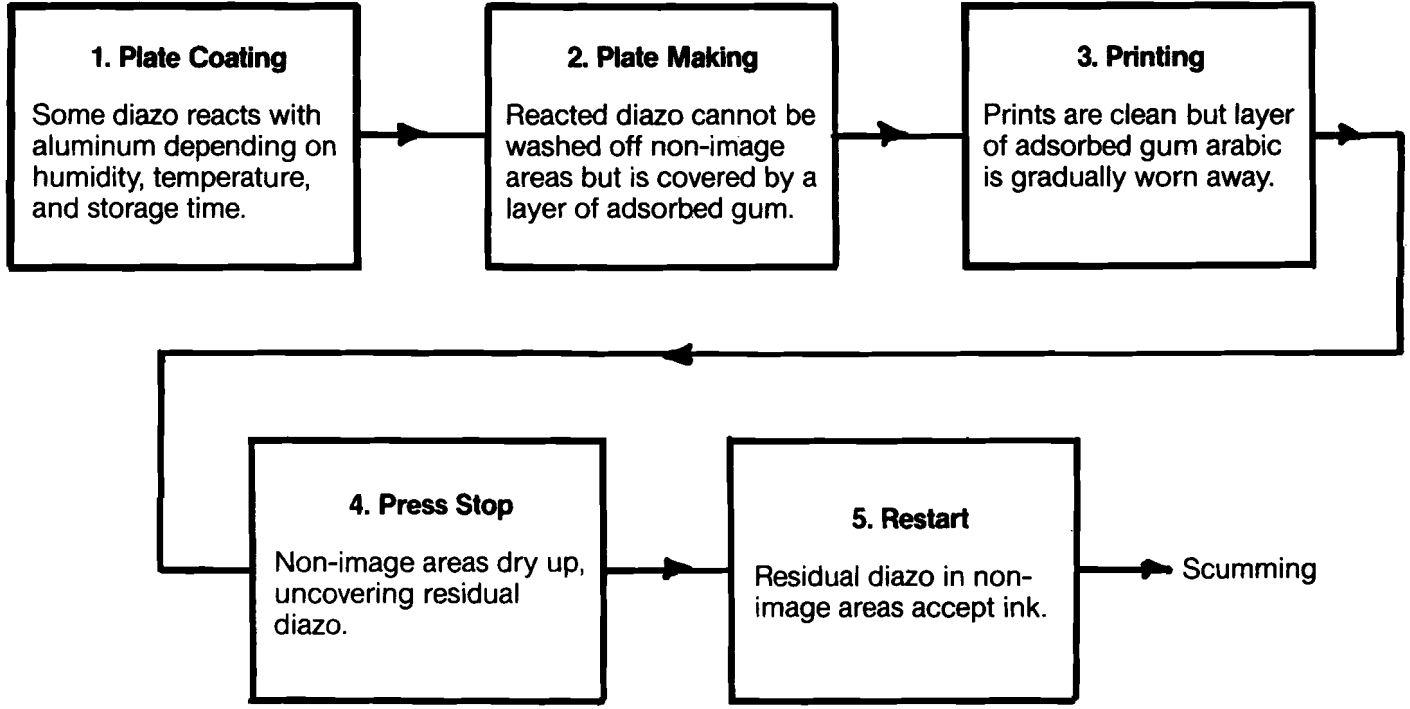 1. Plate Coating
Some diazo reacts with
aluminum depending on
humidity, temperature,
and storage time.
2. Plate Making
Reacted diazo cannot be
washed off non-image
areas but is covered by a
layer of adsorbed gum.
3. Printing
Prints are clean but layer
of adsorbed gum arabic
is gradually worn away.
4. Press Stop
Non-image areas dry up,
uncovering residual
diazo.
5. Restart
Residual diazo in non-
image areas accept ink.
Scumming